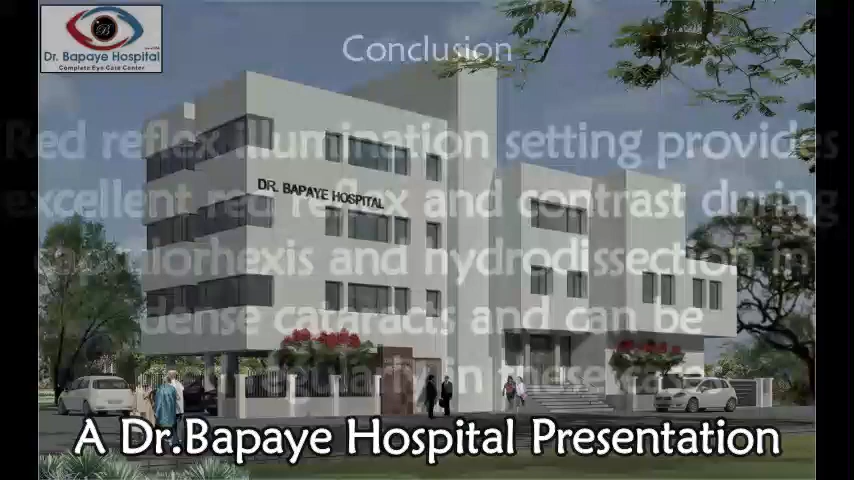 B
Dr. Bapaye Hospital
Complete Eye Care Center
Conclusion
Red reflex illumination setting provides
excellent red reflex and contrast during
capsulorhexis and hydrodissection in
DR. BAPAYE HOSPITAL
dense cataracts and can be
regularly in these
A Dr.Bapaye Hospital Presentation